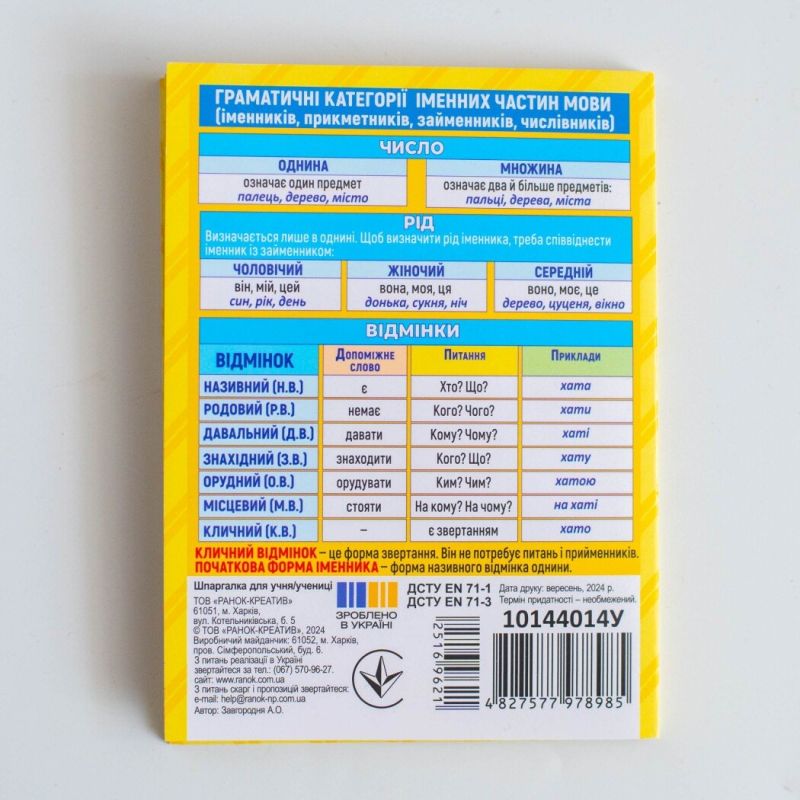 ГРАМАТИЧНІ КАТЕГОРІЇ ІМЕННИХ ЧАСТИН МОВИ
(іменників, прикметників, займенників, числівників)
ЧИСЛО
ОДНИНА
означає один предмет
палець, дерево, місто
МНОЖИНА
означає два й більше предметів:
пальці, дерева, міста
РІД
Визначається лише в однині. Щоб визначити рід іменника, треба співвіднести
іменник із займенником:
ЧОЛОВІЧИЙ
він, мій, цей
син, рік, день
ЖІНОЧИЙ
вона, моя, ця
донька, сукня, ніч
СЕРЕДНІЙ
воно, моє, це
дерево, цуценя, вікно
ВІДМІНКИ
ВІДМІНОК
Допоміжне
слово
Питання
Приклади
НАЗИВНИЙ (Н.В.) є Хто? Що? хата
РОДОВИЙ (Р.В.) немає Кого? Чого? хати
ДАВАЛЬНИЙ (Д.В.) давати Кому? Чому? хаті
ЗНАХІДНИЙ (З.В.) знаходити Кого? Що? хату
ОРУДНИЙ (О.В.) орудувати Ким? Чим? хатою
МІСЦЕВИЙ (М.В.) стояти На кому? На чому? на хаті
КЛИЧНИЙ (К.В.) – є звертанням хато
КЛИЧНИЙ ВІДМІНОК – це форма звертання. Він не потребує питань і прийменників.
ПОЧАТКОВА ФОРМА ІМЕННИКА – форма називного відмінка однини.
Шпаргалка для учня/учениці
ТОВ «РАНОК-КРЕАТИВ»
61051, м. Харків,
вул. Котельниківська, б. 5
© ТОВ «РАНОК-КРЕАТИВ», 2024
Виробничий майданчик: 61052, м. Харків,
пров. Сімферопольський, буд. 6.
З питань реалізації в Україні
звертайтеся за тел.: (067) 570-96-27.
сайт: www.ranok.com.ua
З питань скарг і пропозицій звертайтеся:
e-mail: help@ranok-np.com.ua
Автор: Завгородня А.О.
ЗРОБЛЕНО
В УКРАЇНІ
ДСТУ EN 71-1
ДСТУ EN 71-3
Дата друку: вересень, 2024 р.
Термін придатності – необмежений.
10144014У
25169621
4 827577 978985